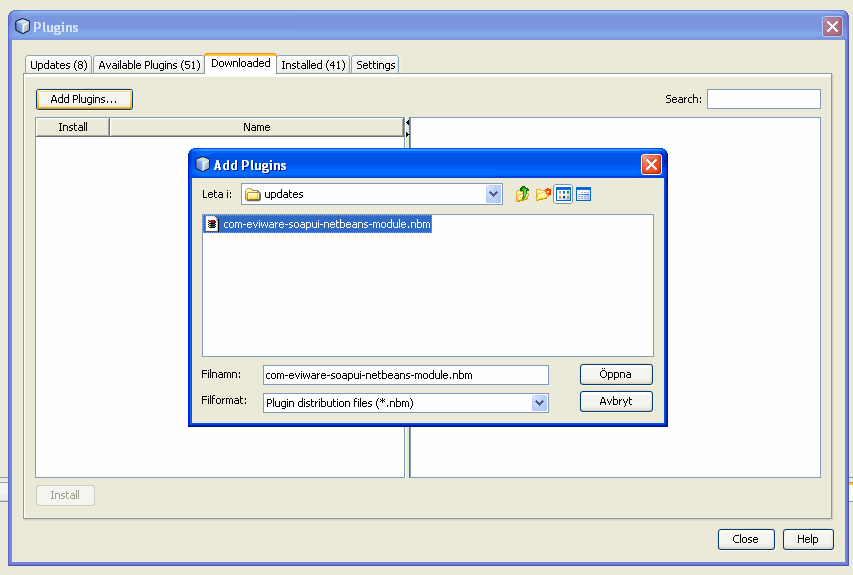 Plugins
Updates (8) Available Plugins (51) Downloaded Installed (41) Settings
Add Plugins... Search:
Install Name
Add Plugins
Leta i: updates
com-eviware-soapui-netbeans-module.nbm
Filnamn: com-eviware-soapui-netbeans-module.nbm Öppna
Filformat: Plugin distribution files (*.nbm) Avbryt
Install
Close Help